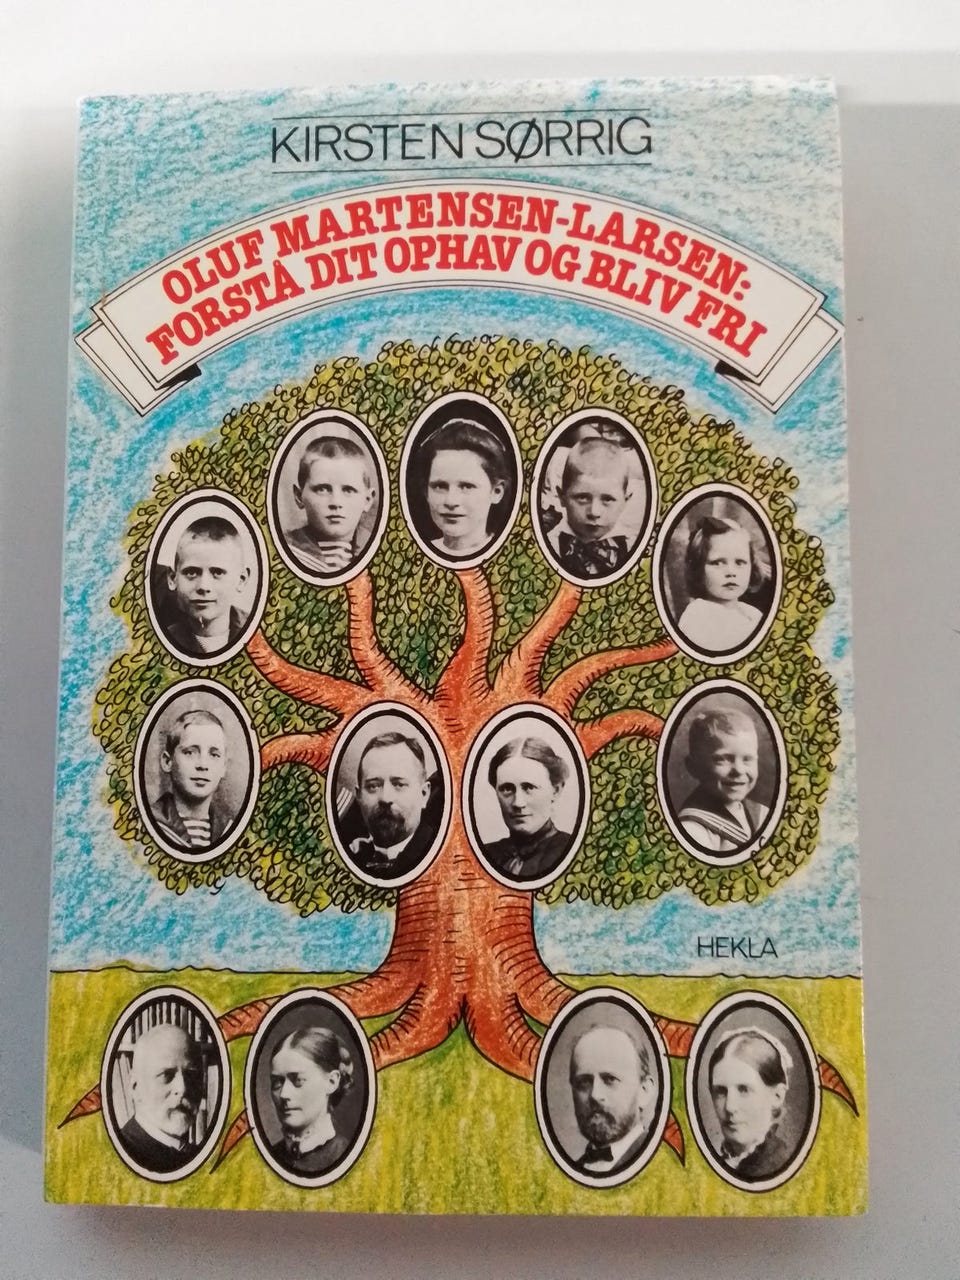 KIRSTEN SØRRIG
OLUF MARTENSEN-LARSEN:
FORSTÅ DIT OPHAV OG BLIV FRI
HEKLA